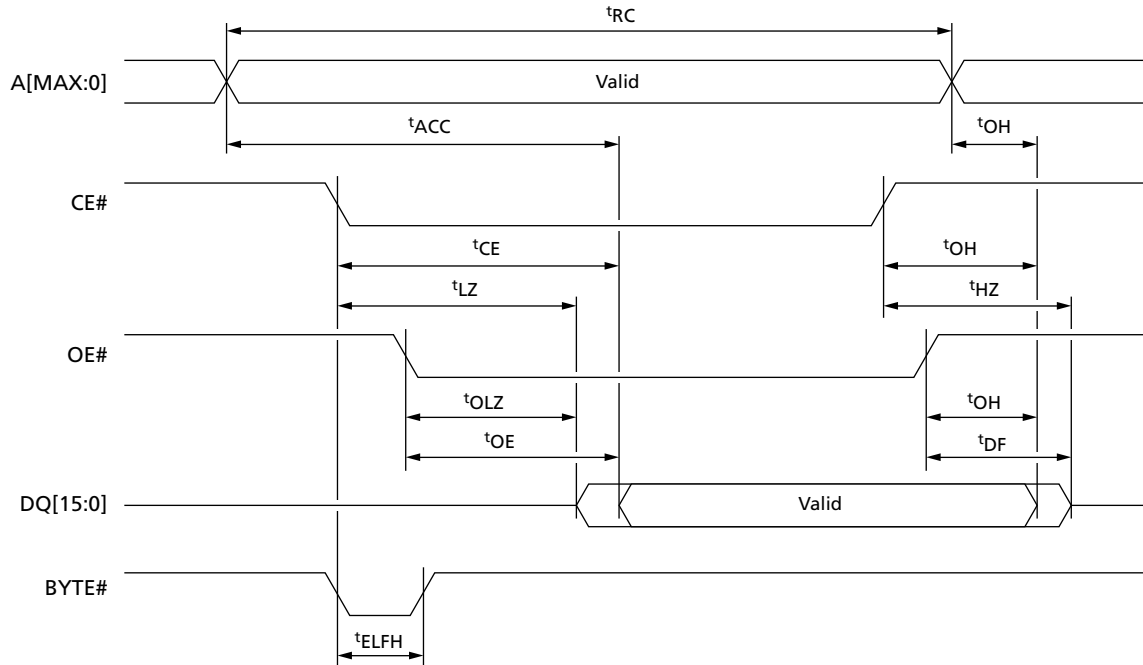 tRC
A[MAX:0]
Valid
tACC
tOH
CE#
tCE
tOH
tLZ
tHZ
OE#
tOLZ
tOH
tOE
tDF
DQ[15:0]
Valid
BYTE#
tELFH